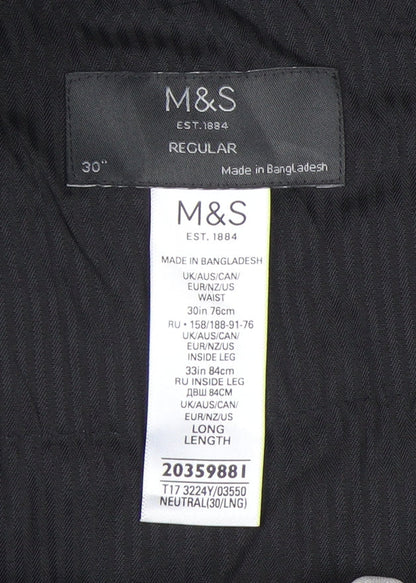 M&S
EST. 1884
REGULAR
30" Made in Bangladesh
M&S
EST. 1884
MADE IN BANGLADESH
UK/AUS/CAN/
EUR/NZ/US
WAIST
30in 76cm
RU • 158/188-91-76
UK/AUS/CAN/
EUR/NZ/US
INSIDE LEG
33in 84cm
RU INSIDE LEG
ДВШ 84CM
UK/AUS/CAN/
EUR/NZ/US
LONG
LENGTH
20359881
T17 3224Y/03550
NEUTRAL(30/LNG)